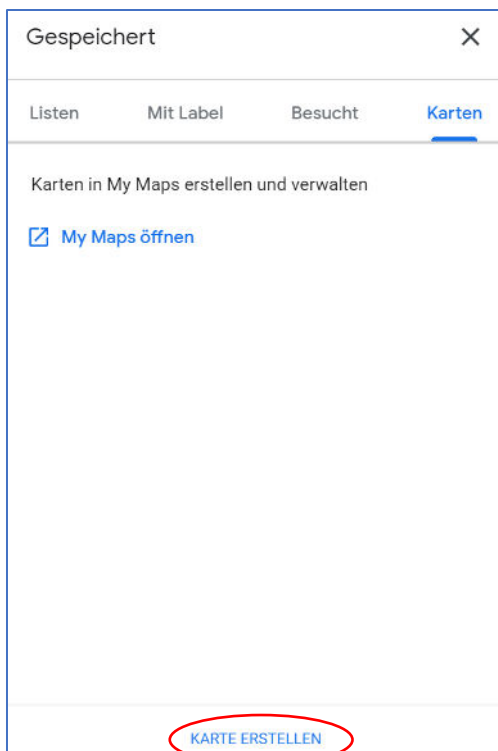 Gespeichert
Listen Mit Label Besucht Karten
Karten in My Maps erstellen und verwalten
My Maps öffnen
KARTE ERSTELLEN